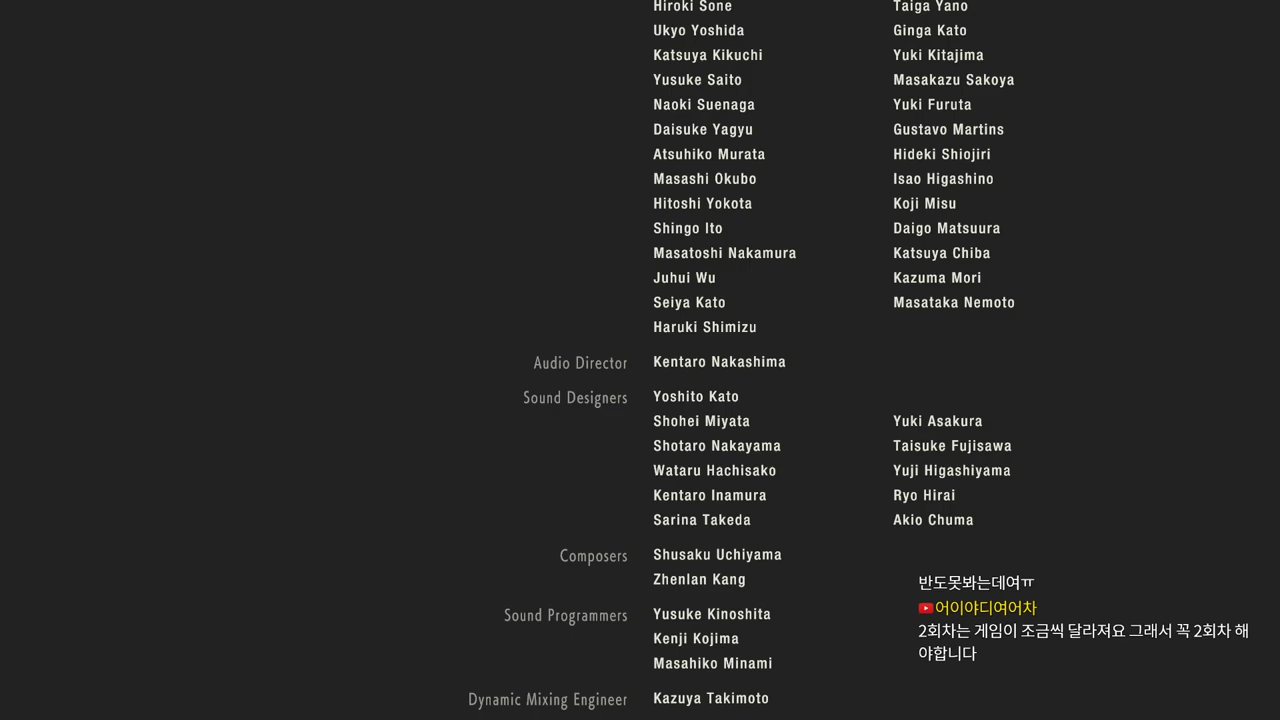 Hiroki Sone Taiga Yano
Ukyo Yoshida Ginga Kato
Katsuya Kikuchi Yuki Kitajima
Yusuke Saito Masakazu Sakoya
Naoki Suenaga Yuki Furuta
Daisuke Yagyu Gustavo Martins
Atsuhiko Murata Hideki Shiojiri
Masashi Okubo Isao Higashino
Hitoshi Yokota Koji Misu
Shingo Ito Daigo Matsuura
Masatoshi Nakamura Katsuya Chiba
Juhui Wu Kazuma Mori
Seiya Kato Masataka Nemoto
Haruki Shimizu
Audio Director Kentaro Nakashima
Sound Designers Yoshito Kato
Shohei Miyata Yuki Asakura
Shotaro Nakayama Taisuke Fujisawa
Wataru Hachisako Yuji Higashiyama
Kentaro Inamura Ryo Hirai
Sarina Takeda Akio Chuma
Composers Shusaku Uchiyama
Zhenlan Kang
Sound Programmers Yusuke Kinoshita
Kenji Kojima
Masahiko Minami
Dynamic Mixing Engineer Kazuya Takimoto
반도못봐는데여ㅠ
어이야디여어차
2회차는 게임이 조금씩 달라져요 그래서 꼭 2회차 해
야합니다